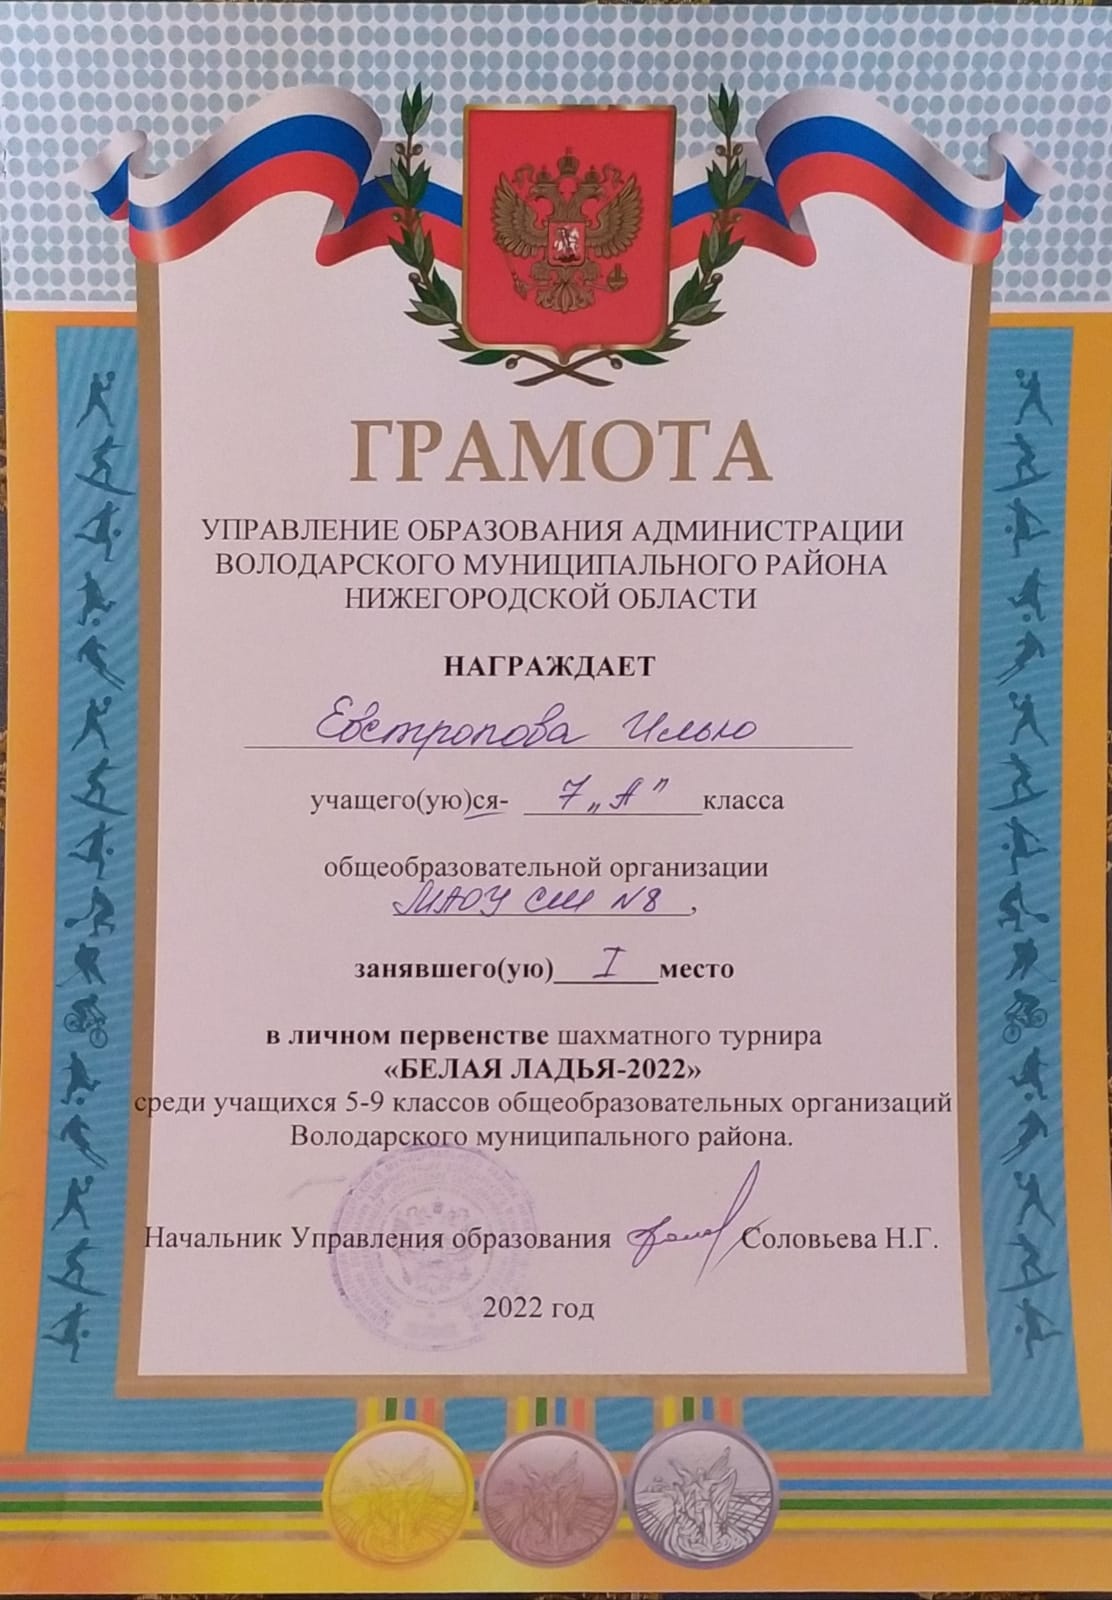 ГРАМОТА
УПРАВЛЕНИЕ ОБРАЗОВАНИЯ АДМИНИСТРАЦИИ
ВОЛОДАРСКОГО МУНИЦИПАЛЬНОГО РАЙОНА
НИЖЕГОРОДСКОЙ ОБЛАСТИ
НАГРАЖДАЕТ
Евстропова Илью
учащего(ую)ся- 7 „А" класса
общеобразовательной организации
МАОУ СШ №8,
занявшего(ую) I место
в личном первенстве шахматного турнира
«БЕЛАЯ ЛАДЬЯ-2022»
среди учащихся 5-9 классов общеобразовательных организаций
Володарского муниципального района.
Начальник Управления образования Соловьева Н.Г.
2022 год